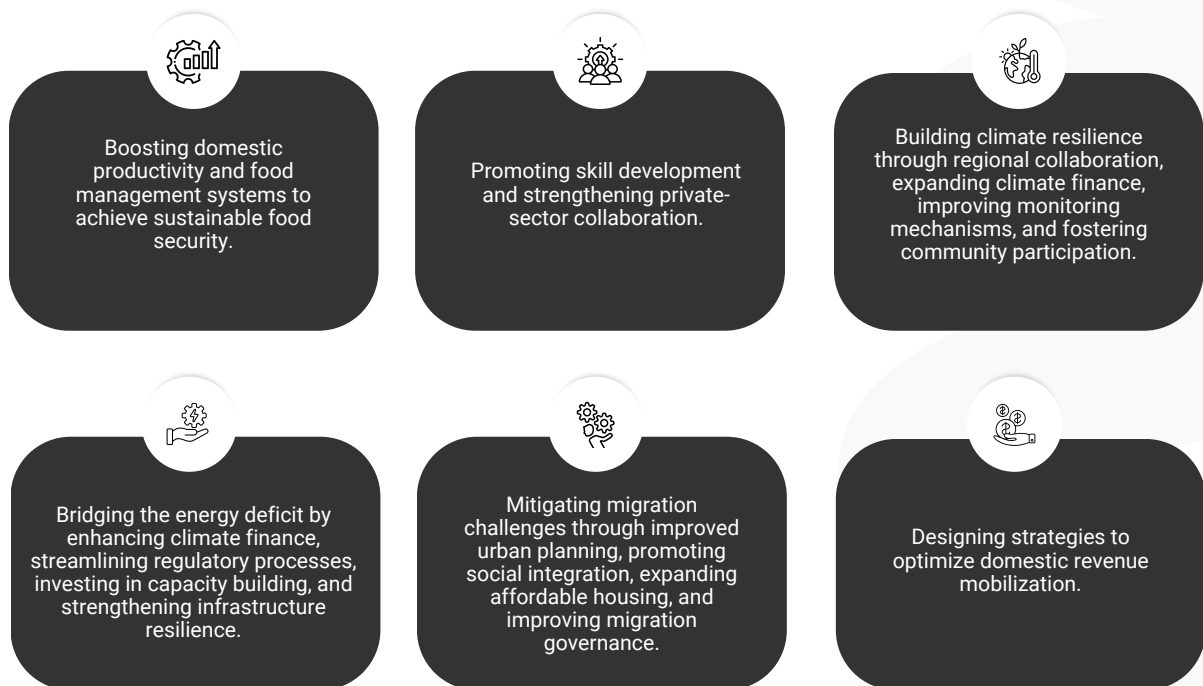 Boosting domestic
productivity and food
management systems to
achieve sustainable food
security.
Promoting skill development
and strengthening private-
sector collaboration.
Building climate resilience
through regional collaboration,
expanding climate finance,
improving monitoring
mechanisms, and fostering
community participation.
Bridging the energy deficit by
enhancing climate finance,
streamlining regulatory processes,
investing in capacity building, and
strengthening infrastructure
resilience.
Mitigating migration
challenges through improved
urban planning, promoting
social integration, expanding
affordable housing, and
improving migration
governance.
Designing strategies to
optimize domestic revenue
mobilization.